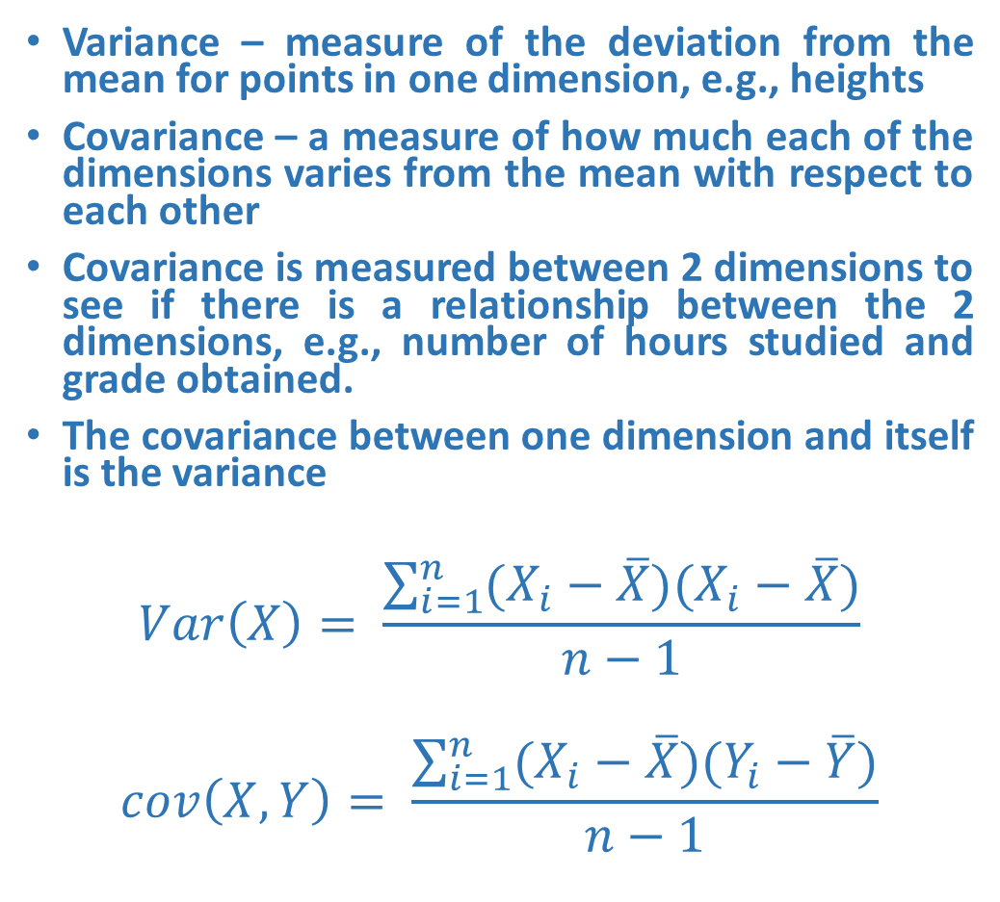 • Variance – measure of the deviation from the
mean for points in one dimension, e.g., heights
• Covariance – a measure of how much each of the
dimensions varies from the mean with respect to
each other
• Covariance is measured between 2 dimensions to
see if there is a relationship between the 2
dimensions, e.g., number of hours studied and
grade obtained.
• The covariance between one dimension and itself
is the variance
Var(X) = \frac{\sum_{i=1}^{n}(X_i - \bar{X})(X_i - \bar{X})}{n - 1}
cov(X, Y) = \frac{\sum_{i=1}^{n}(X_i - \bar{X})(Y_i - \bar{Y})}{n - 1}